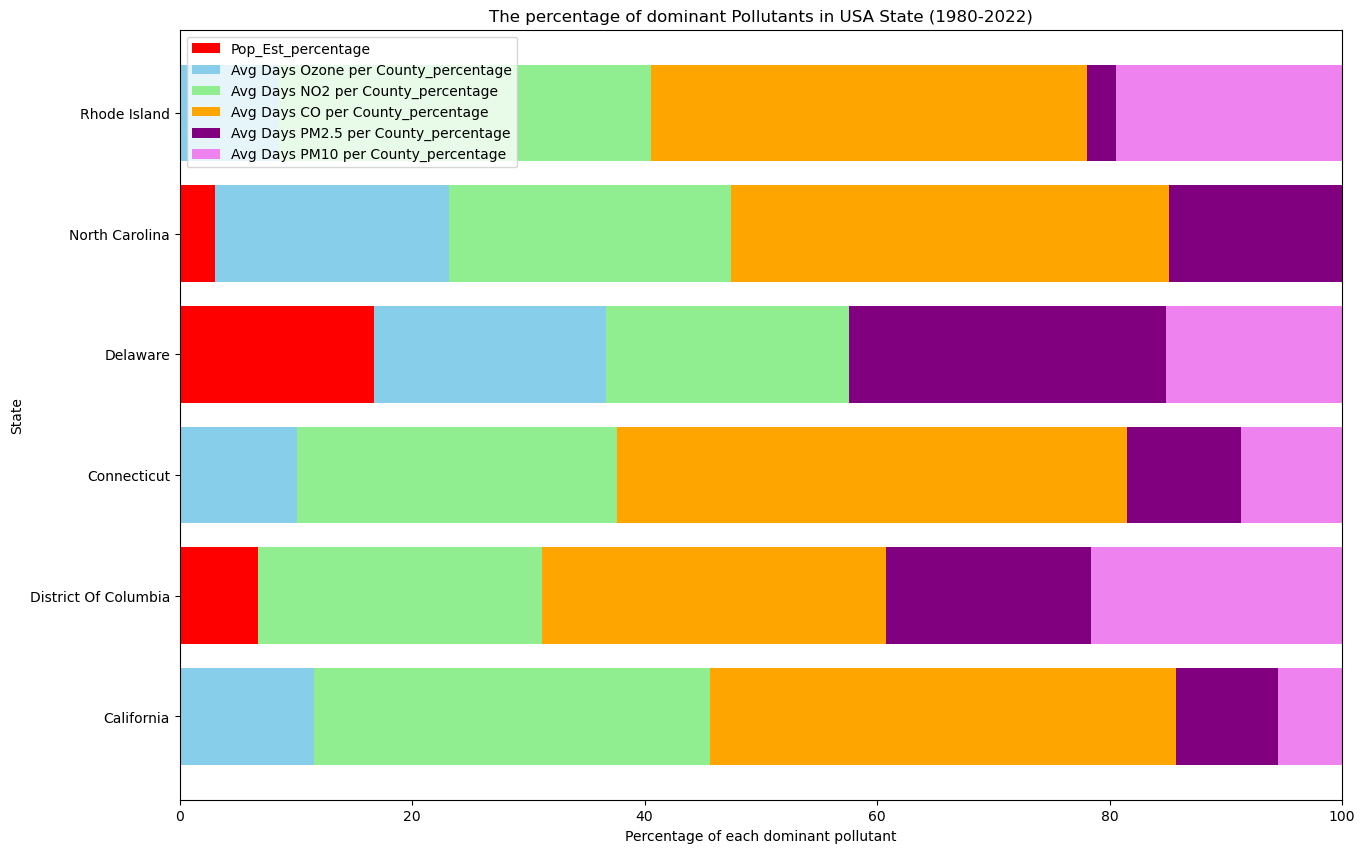 The percentage of dominant Pollutants in USA State (1980-2022)
Pop_Est_percentage
Avg Days Ozone per County_percentage
Avg Days NO2 per County_percentage
Avg Days CO per County_percentage
Avg Days PM2.5 per County_percentage
Avg Days PM10 per County_percentage
Rhode Island
North Carolina
Delaware
Connecticut
District Of Columbia
California
State
0 20 40 60 80 100
Percentage of each dominant pollutant